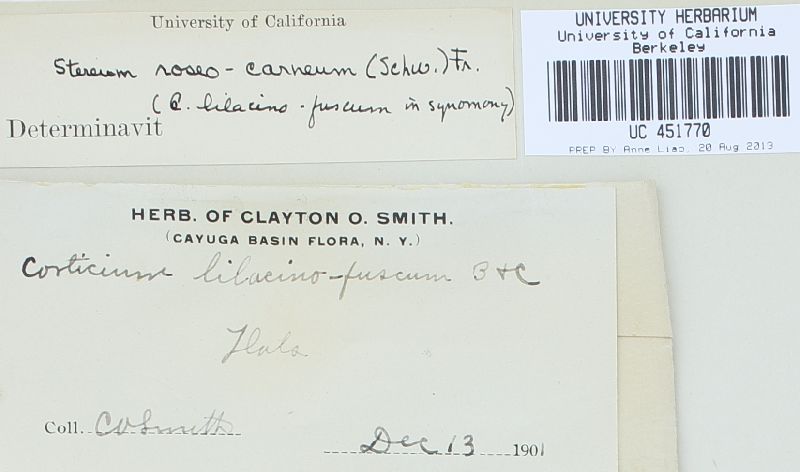 University of California
Stereum roseo-carneum (Schw.) Fr.
(C. lilacino-fuscum in synomony)
Determinavit
UNIVERSITY HERBARIUM
University of California
Berkeley
UC 451770
PREP BY Anne Liao, 20 Aug 2013
HERB. OF CLAYTON O. SMITH.
(CAYUGA BASIN FLORA, N. Y.)
Corticium lilacino-fuscum B & C
Coll. C O Smith
Dec 13 1901